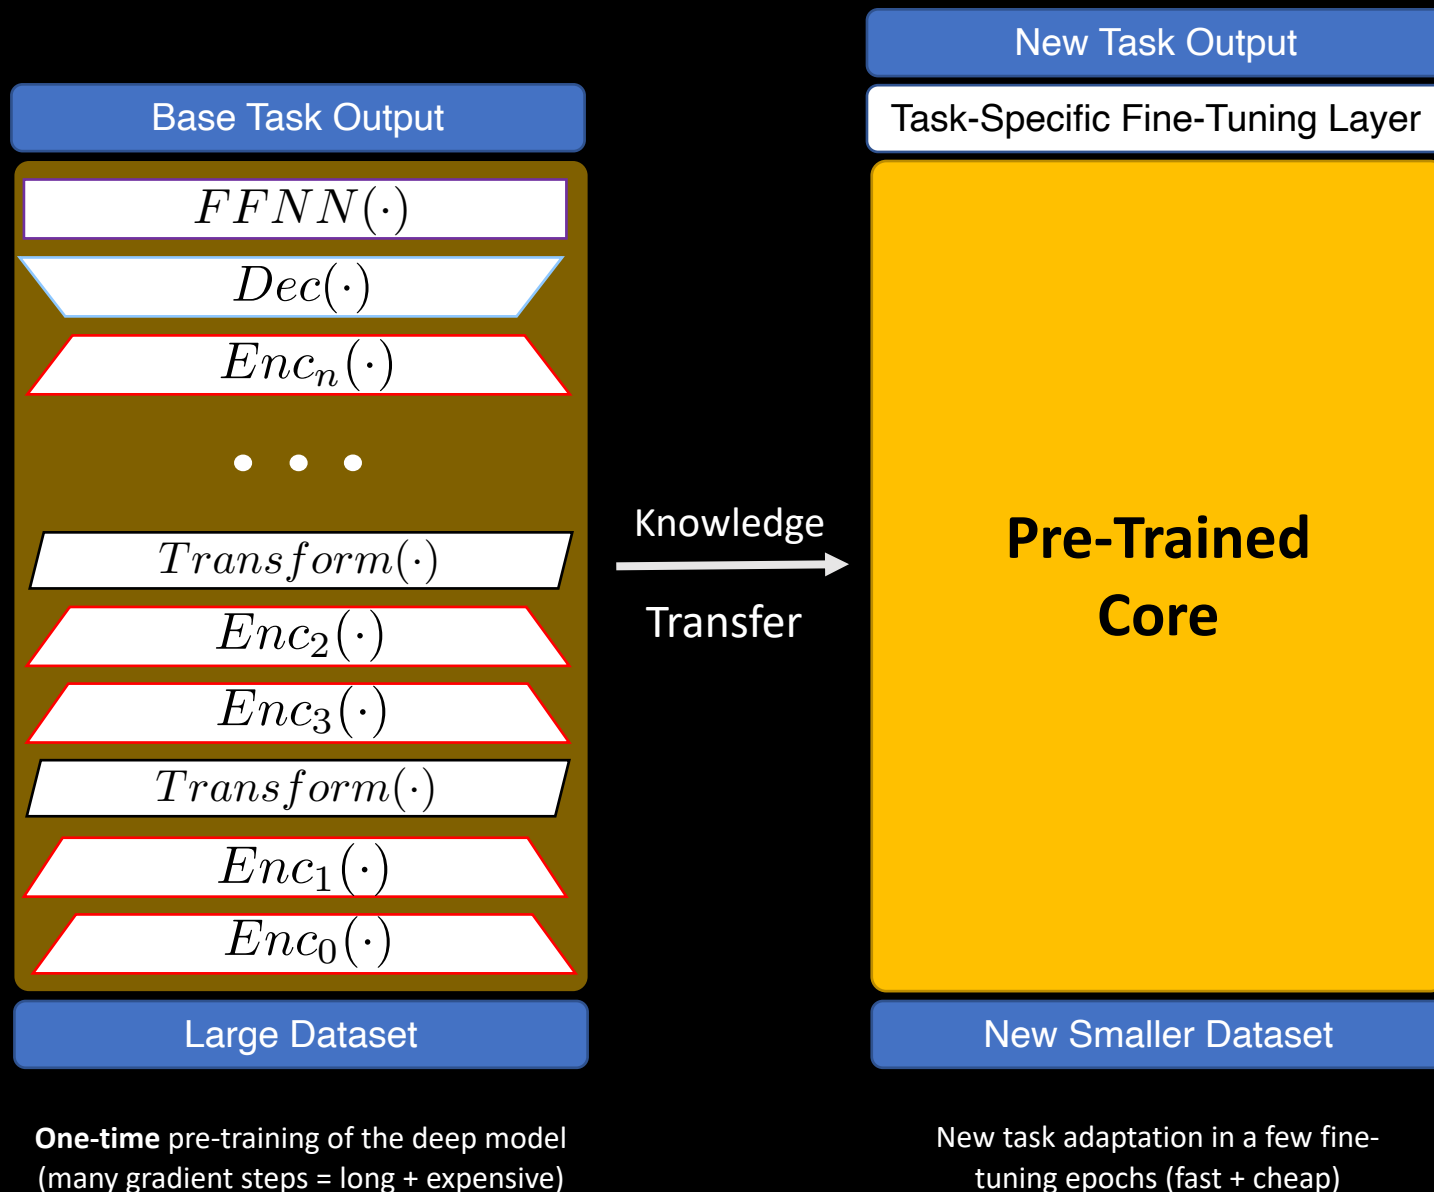 Base Task Output
FFNN(·)
Dec(·)
Encₙ(·)
Transform(·)
Enc₂(·)
Enc₃(·)
Transform(·)
Enc₁(·)
Enc₀(·)
Large Dataset
One-time pre-training of the deep model
(many gradient steps = long + expensive)
Knowledge
Transfer
New Task Output
Task-Specific Fine-Tuning Layer
Pre-Trained
Core
New Smaller Dataset
New task adaptation in a few fine-
tuning epochs (fast + cheap)